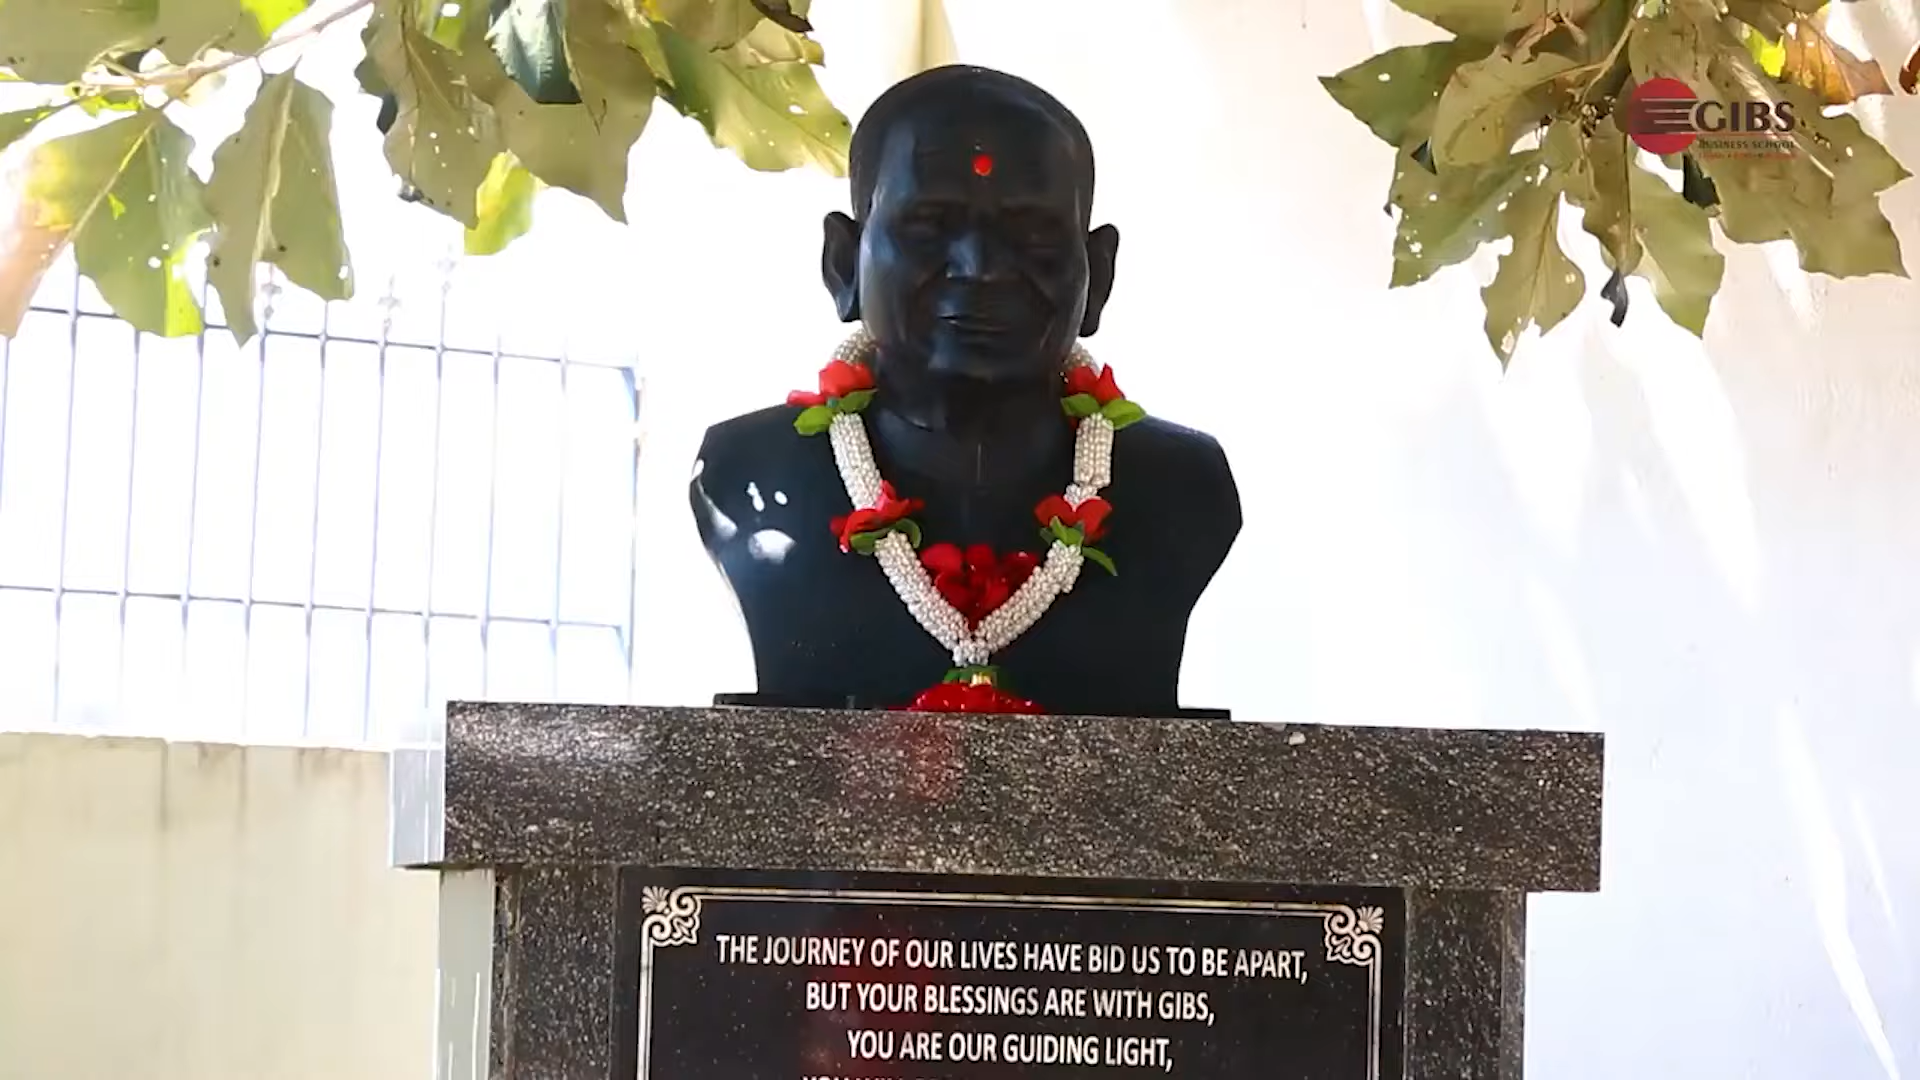 GIBS
BUSINESS SCHOOL
THE JOURNEY OF OUR LIVES HAVE BID US TO BE APART,
BUT YOUR BLESSINGS ARE WITH GIBS,
YOU ARE OUR GUIDING LIGHT,